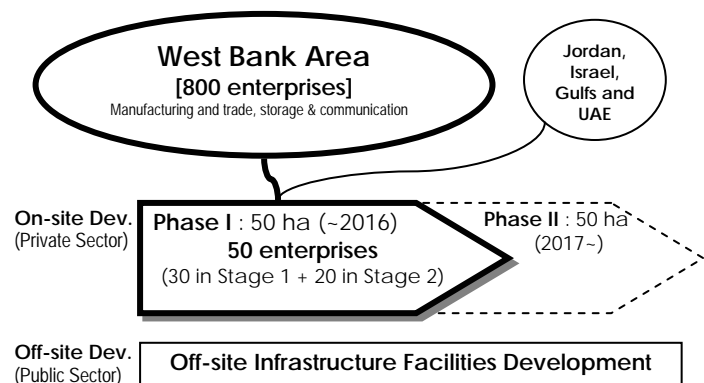 West Bank Area
[800 enterprises]
Manufacturing and trade, storage & communication
Jordan,
Israel,
Gulfs and
UAE
On-site Dev.
(Private Sector)
Phase I : 50 ha (~2016)
50 enterprises
(30 in Stage 1 + 20 in Stage 2)
Phase II : 50 ha
(2017~)
Off-site Dev.
(Public Sector)
Off-site Infrastructure Facilities Development